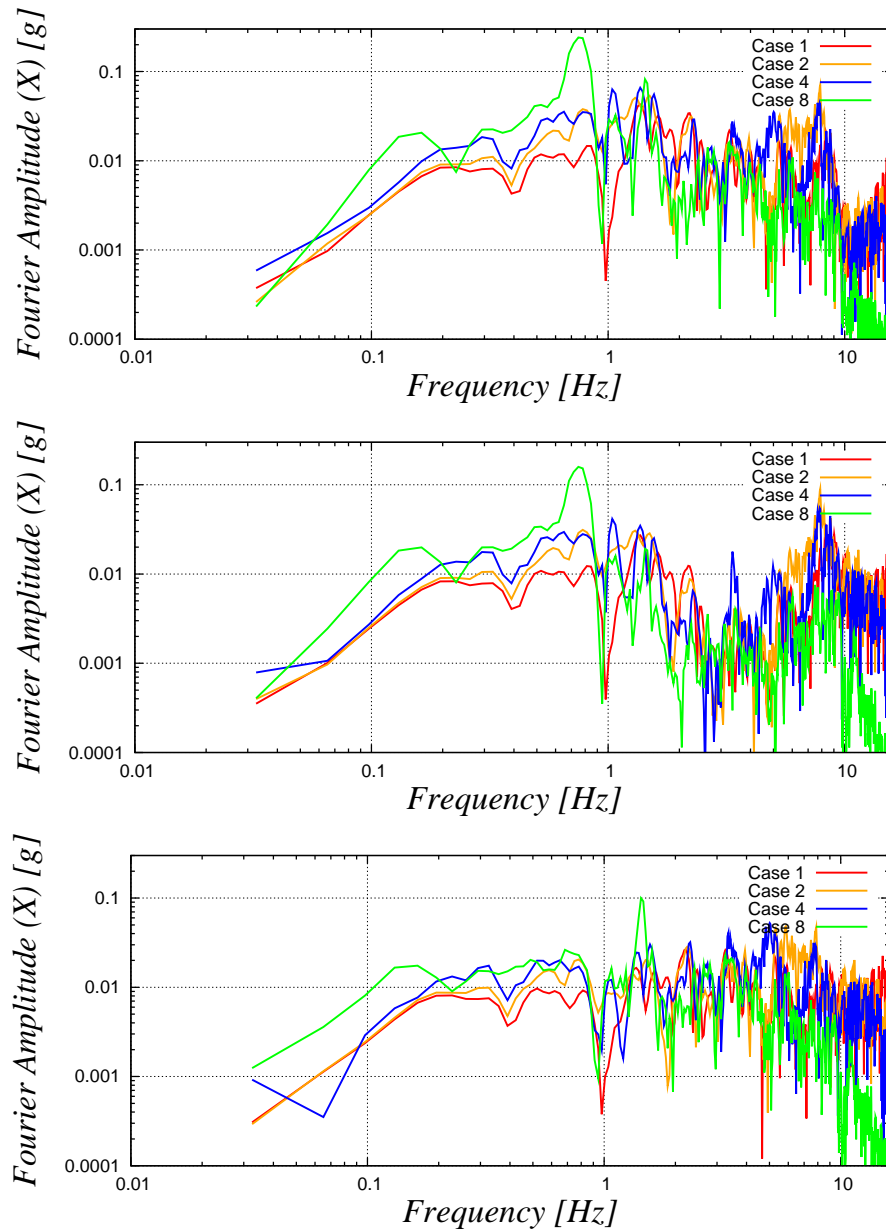 Fourier Amplitude (X) [g]
0.1
0.01
0.001
0.0001
Case 1
Case 2
Case 4
Case 8
0.01 0.1 1 10
Frequency [Hz]
Fourier Amplitude (X) [g]
0.1
0.01
0.001
0.0001
Case 1
Case 2
Case 4
Case 8
0.01 0.1 1 10
Frequency [Hz]
Fourier Amplitude (X) [g]
0.1
0.01
0.001
0.0001
Case 1
Case 2
Case 4
Case 8
0.01 0.1 1 10
Frequency [Hz]